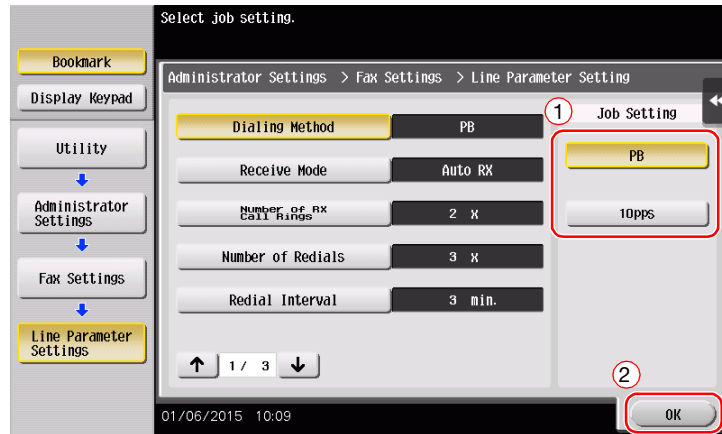 Select job setting.
Bookmark
Display Keypad
Utility
Administrator
Settings
Fax Settings
Line Parameter
Settings
Administrator Settings > Fax Settings > Line Parameter Setting
Dialing Method
PB
Receive Mode
Auto RX
Number of RX
Call Rings
2 X
Number of Redials
3 X
Redial Interval
3 min.
1/ 3
1
Job Setting
PB
10pps
2
OK
01/06/2015 10:09